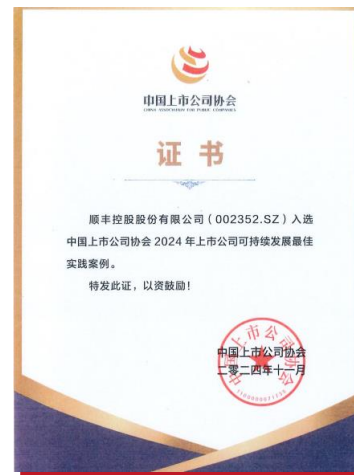 中国上市公司协会
CHINA ASSOCIATION FOR PUBLIC COMPANIES
证书
顺丰控股股份有限公司（002352.SZ）入选
中国上市公司协会 2024 年上市公司可持续发展最佳
实践案例。
特发此证，以资鼓励！
中国上市公司协会
二零二四年十一月